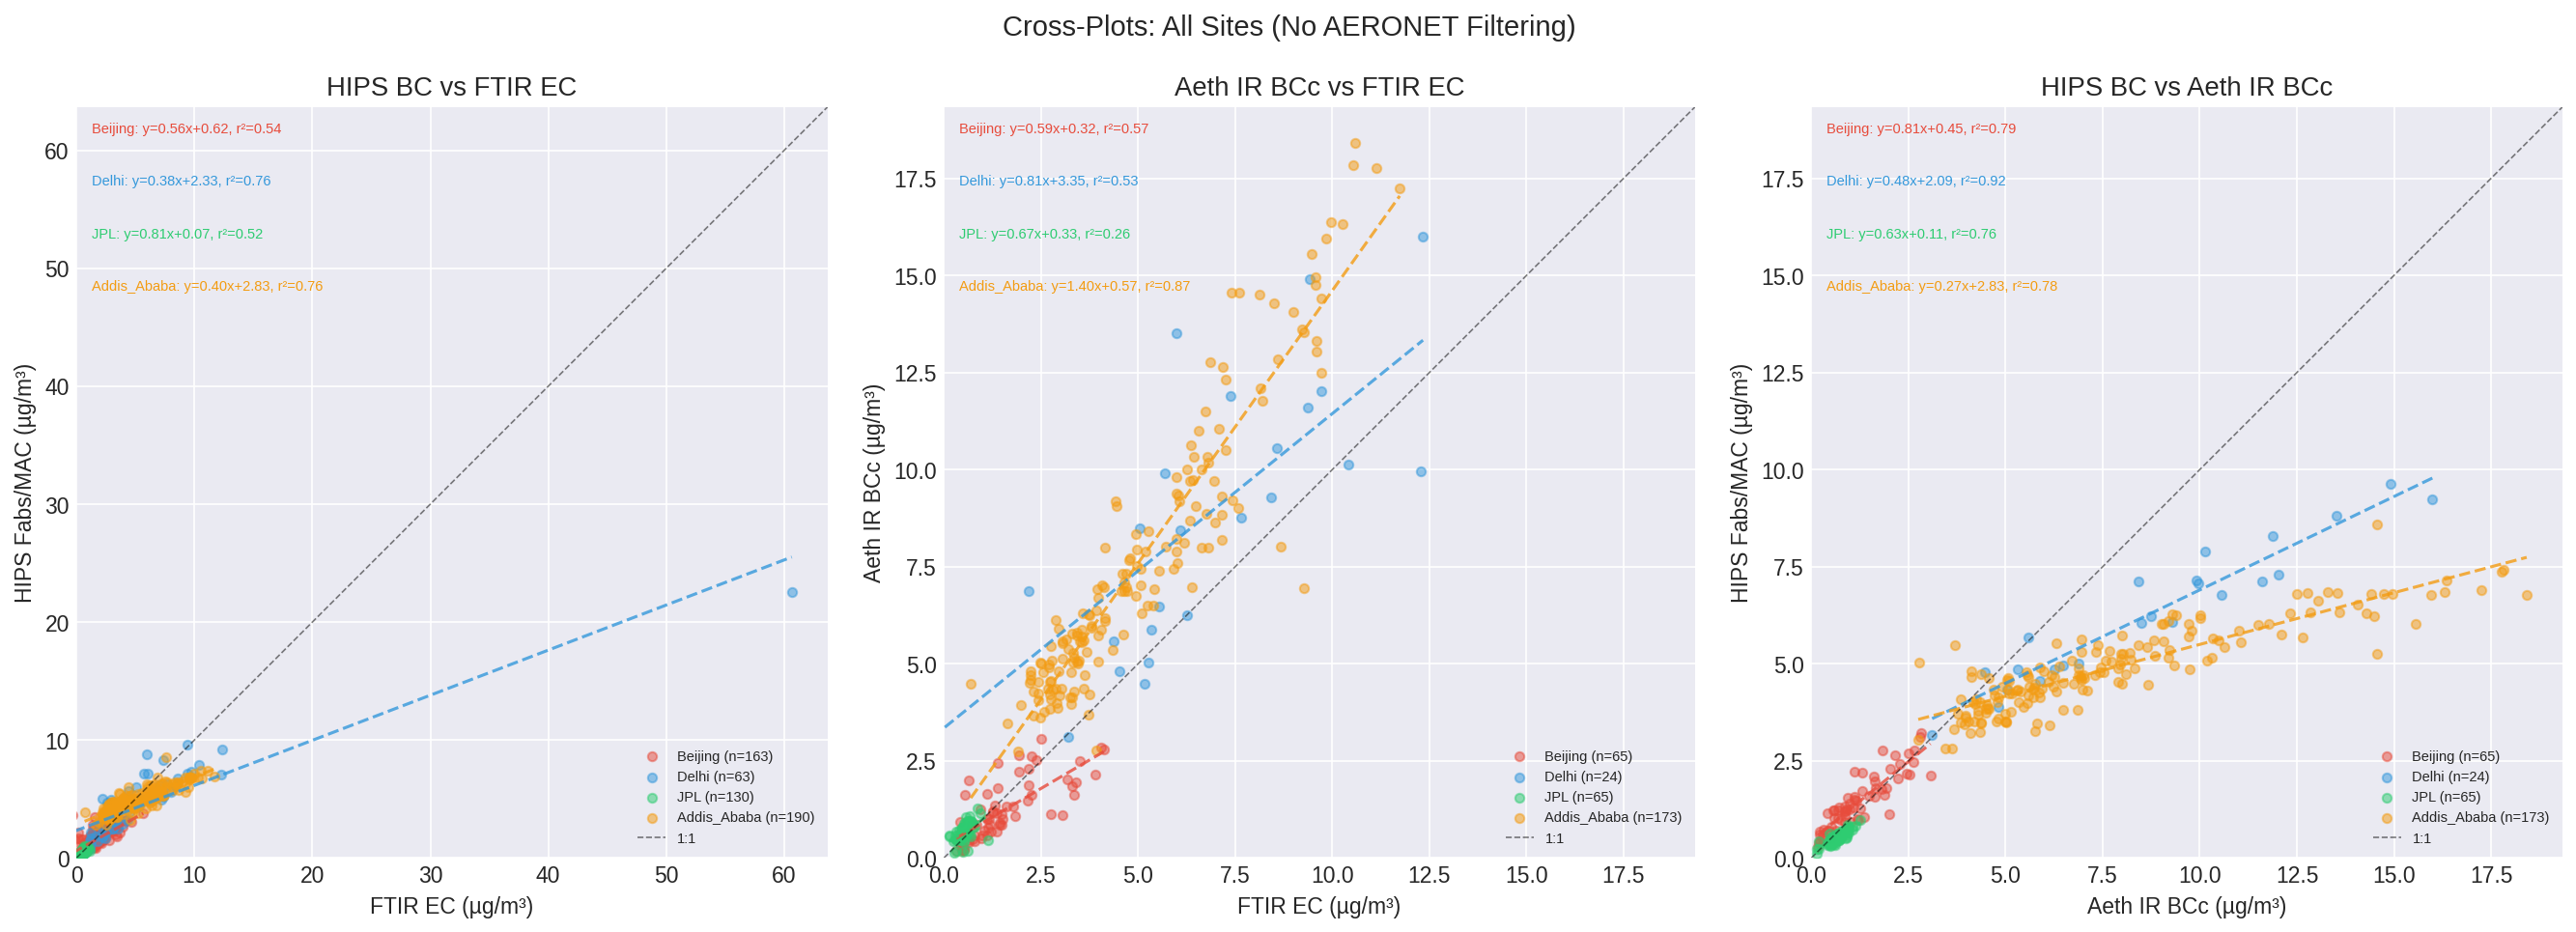 Cross-Plots: All Sites (No AERONET Filtering)
HIPS BC vs FTIR EC
Beijing: y=0.56x+0.62, r²=0.54
Delhi: y=0.38x+2.33, r²=0.76
JPL: y=0.81x+0.07, r²=0.52
Addis_Ababa: y=0.40x+2.83, r²=0.76
HIPS Fabs/MAC (µg/m³)
60
50
40
30
20
10
0
Beijing (n=163)
Delhi (n=63)
JPL (n=130)
Addis_Ababa (n=190)
1:1
0 10 20 30 40 50 60
FTIR EC (µg/m³)
Aeth IR BCc vs FTIR EC
Beijing: y=0.59x+0.32, r²=0.57
Delhi: y=0.81x+3.35, r²=0.53
JPL: y=0.67x+0.33, r²=0.26
Addis_Ababa: y=1.40x+0.57, r²=0.87
Aeth IR BCc (µg/m³)
17.5
15.0
12.5
10.0
7.5
5.0
2.5
0.0
Beijing (n=65)
Delhi (n=24)
JPL (n=65)
Addis_Ababa (n=173)
1:1
0.0 2.5 5.0 7.5 10.0 12.5 15.0 17.5
FTIR EC (µg/m³)
HIPS BC vs Aeth IR BCc
Beijing: y=0.81x+0.45, r²=0.79
Delhi: y=0.48x+2.09, r²=0.92
JPL: y=0.63x+0.11, r²=0.76
Addis_Ababa: y=0.27x+2.83, r²=0.78
HIPS Fabs/MAC (µg/m³)
17.5
15.0
12.5
10.0
7.5
5.0
2.5
0.0
Beijing (n=65)
Delhi (n=24)
JPL (n=65)
Addis_Ababa (n=173)
1:1
0.0 2.5 5.0 7.5 10.0 12.5 15.0 17.5
Aeth IR BCc (µg/m³)